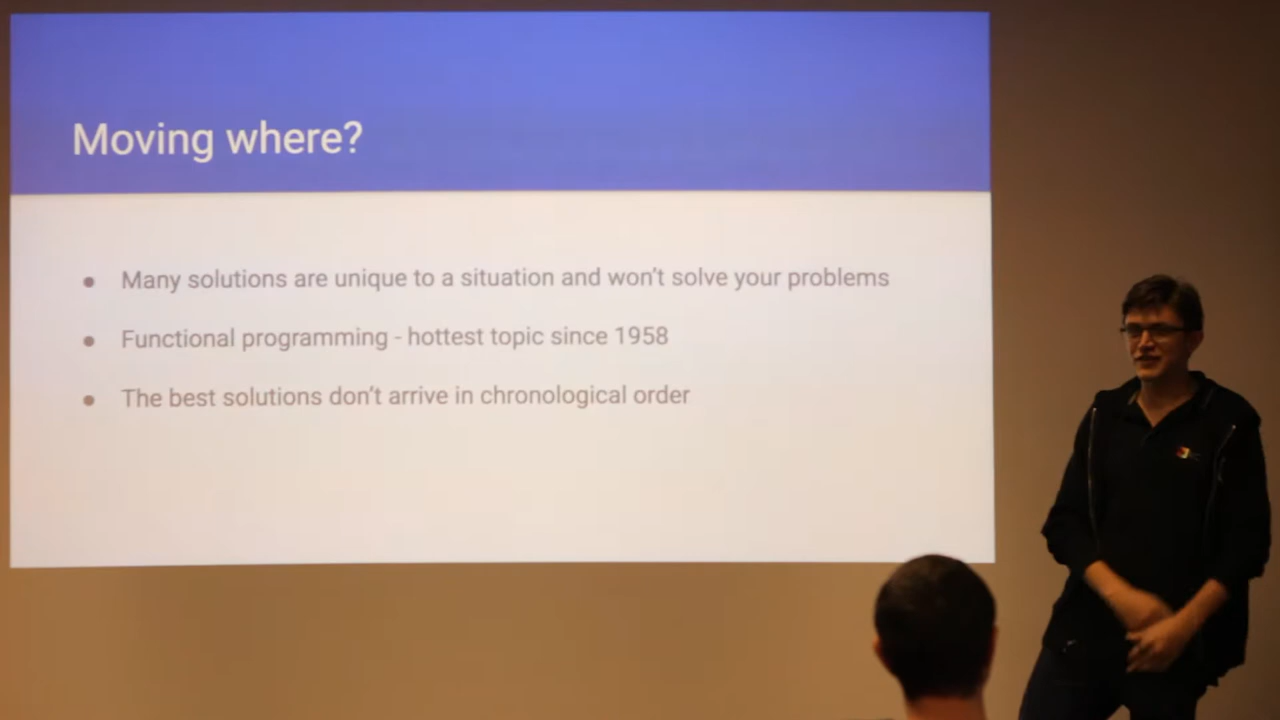 Moving where?
Many solutions are unique to a situation and won't solve your problems
Functional programming - hottest topic since 1958
The best solutions don't arrive in chronological order